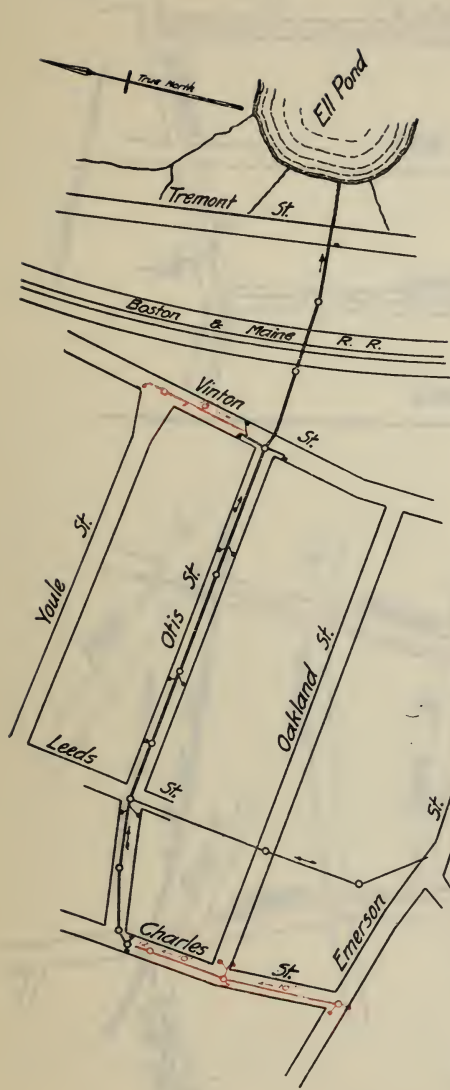 True North
Ell Pond
Tremont St.
Boston & Maine R. R.
Vinton St.
Youle St.
Otis St.
Oakland St.
Leeds St.
Emerson St.
Charles St.
10"